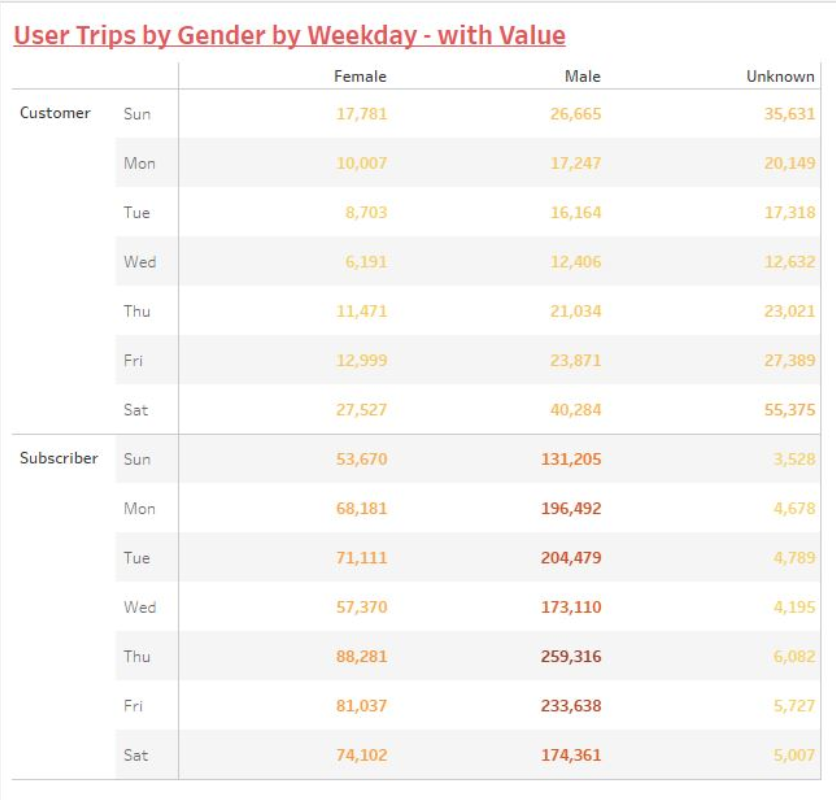 User Trips by Gender by Weekday - with Value
Female Male Unknown
Customer Sun 17,781 26,665 35,631
Mon 10,007 17,247 20,149
Tue 8,703 16,164 17,318
Wed 6,191 12,406 12,632
Thu 11,471 21,034 23,021
Fri 12,999 23,871 27,389
Sat 27,527 40,284 55,375
Subscriber Sun 53,670 131,205 3,528
Mon 68,181 196,492 4,678
Tue 71,111 204,479 4,789
Wed 57,370 173,110 4,195
Thu 88,281 259,316 6,082
Fri 81,037 233,638 5,727
Sat 74,102 174,361 5,007